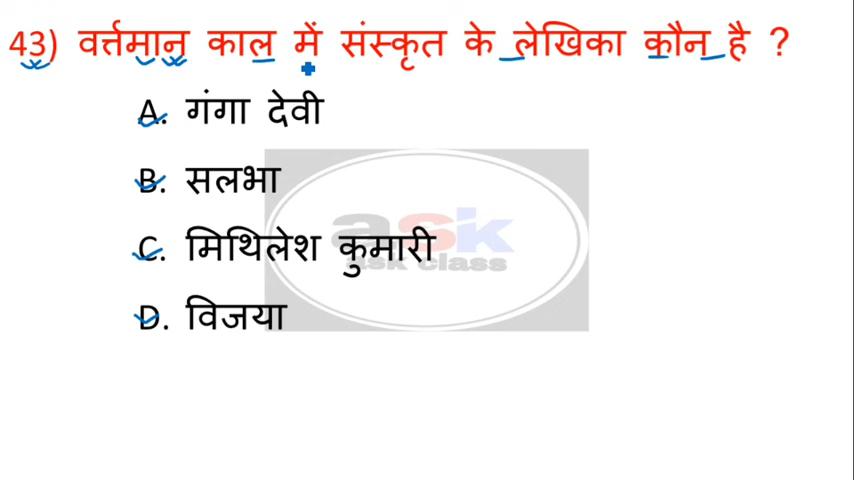 43) वर्त्तमान काल में संस्कृत के लेखिका कौन है ?
A. गंगा देवी
B. सलभा
ask
C. मिथिलेश कुमारी
ask class
D. विजया